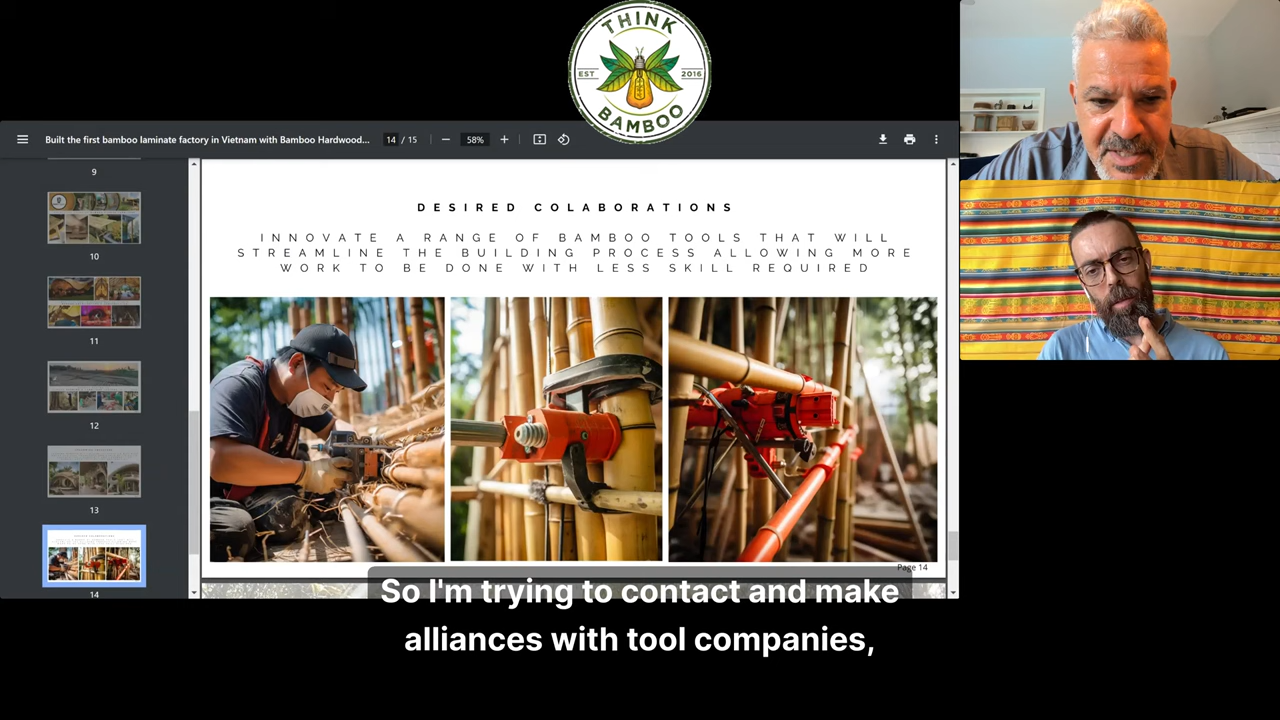 THINK
EST 2016
BAMBOO
Built the first bamboo laminate factory in Vietnam with Bamboo Hardwood... 14 / 15 58%
9
10
11
12
13
14
DESIRED COLABORATIONS
INNOVATE A RANGE OF BAMBOO TOOLS THAT WILL
STREAMLINE THE BUILDING PROCESS ALLOWING MORE
WORK TO BE DONE WITH LESS SKILL REQUIRED
Page 14
So I'm trying to contact and make
alliances with tool companies,